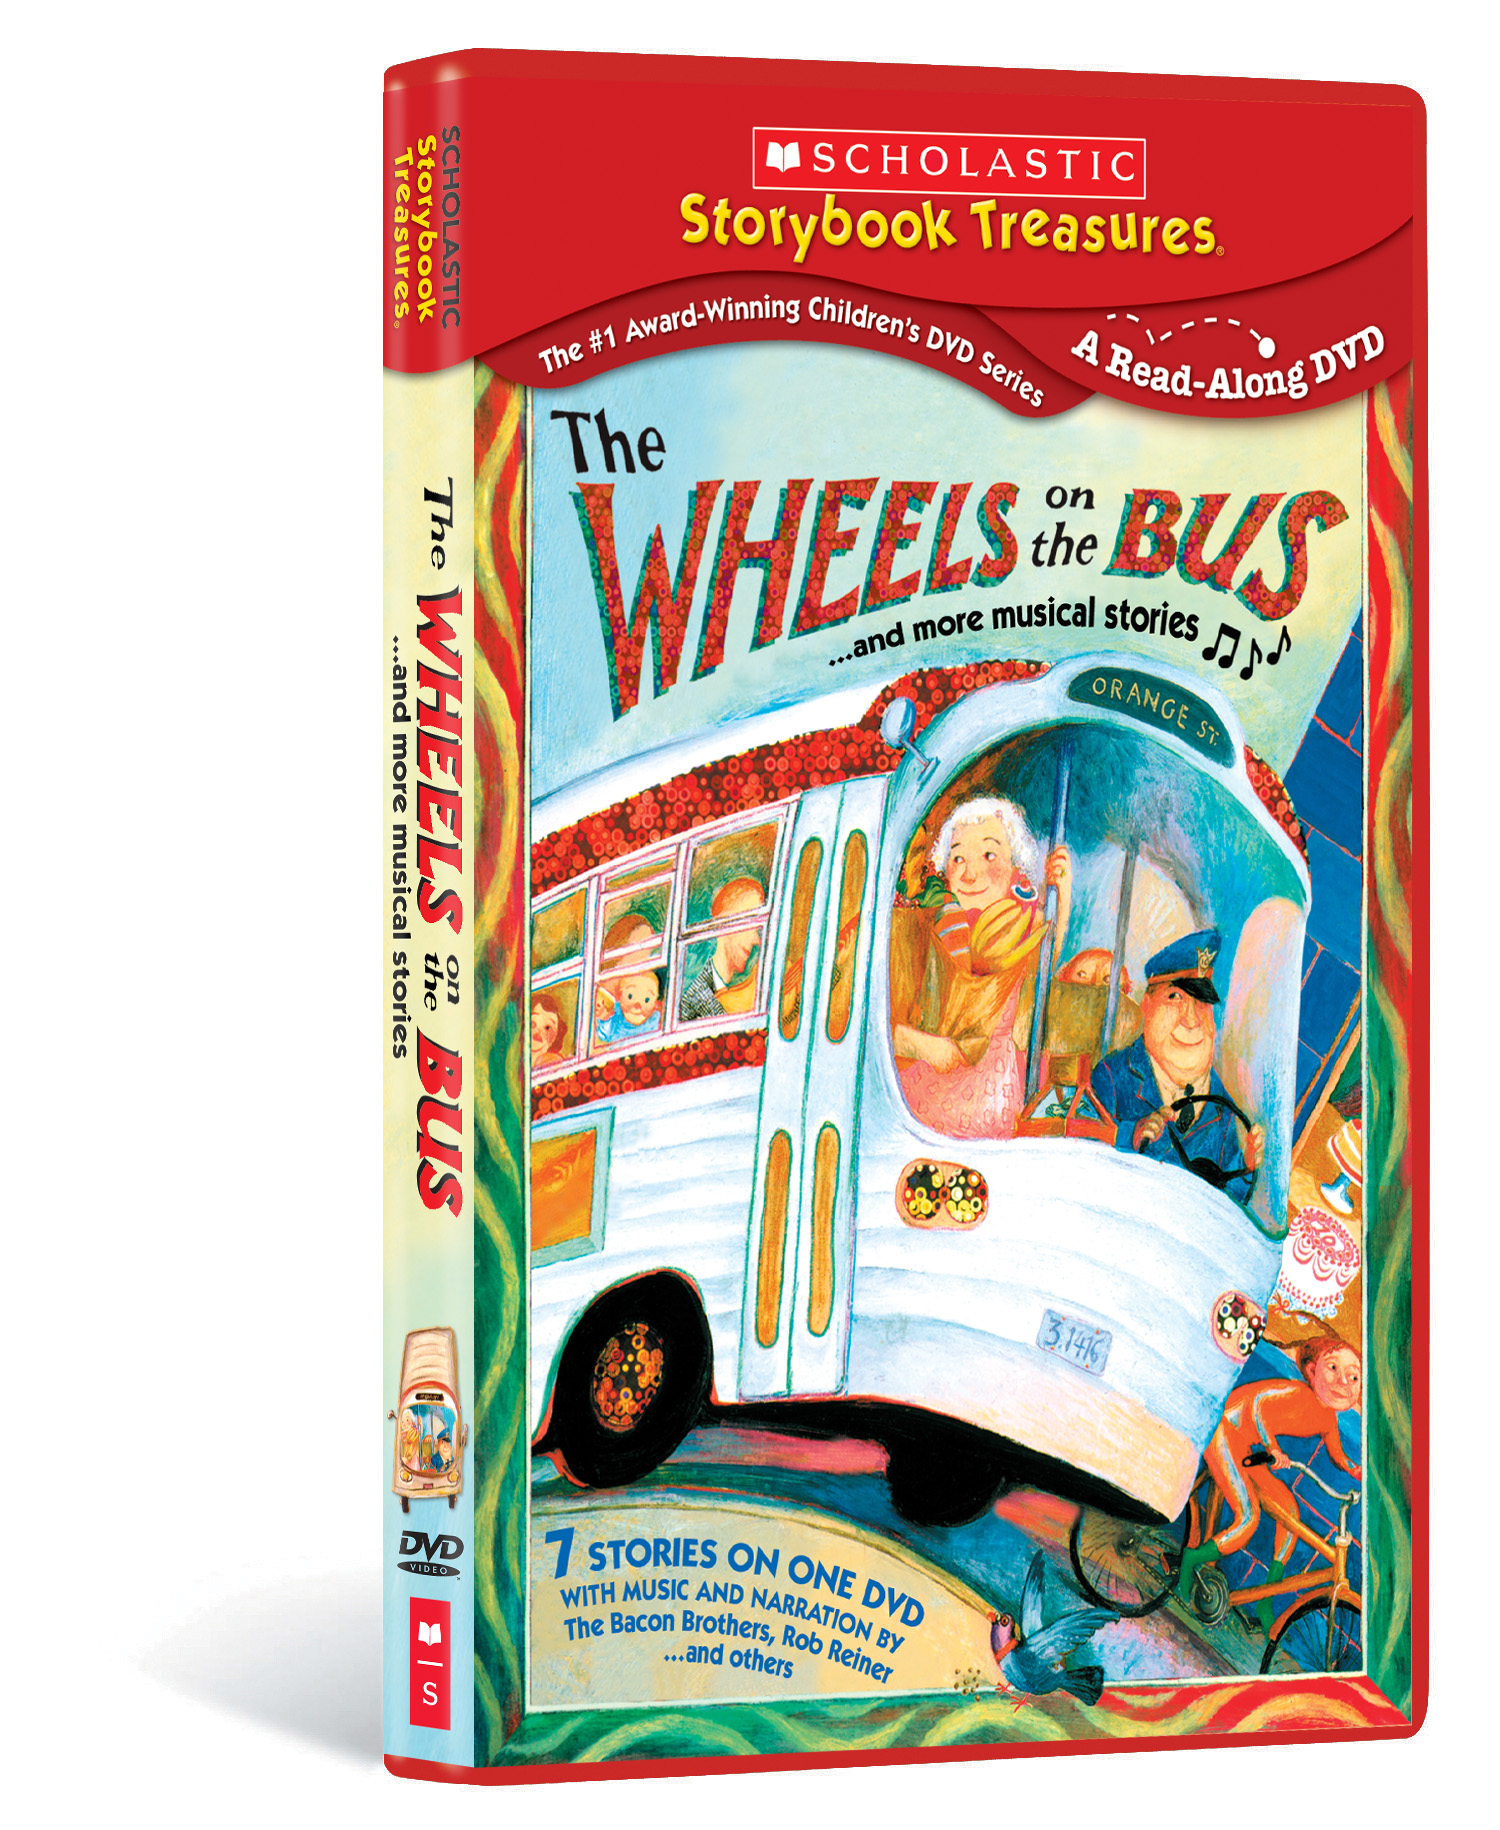 SCHOLASTIC
Storybook Treasures®
The #1 Award-Winning Children's DVD Series
A Read-Along DVD
The
WHEELS on the BUS
...and more musical stories
ORANGE ST.
3.1416
7 STORIES ON ONE DVD
WITH MUSIC AND NARRATION BY
The Bacon Brothers, Rob Reiner
...and others
SCHOLASTIC
Storybook
Treasures®
The WHEELS on the BUS
...and more musical stories
DVD
VIDEO™
S